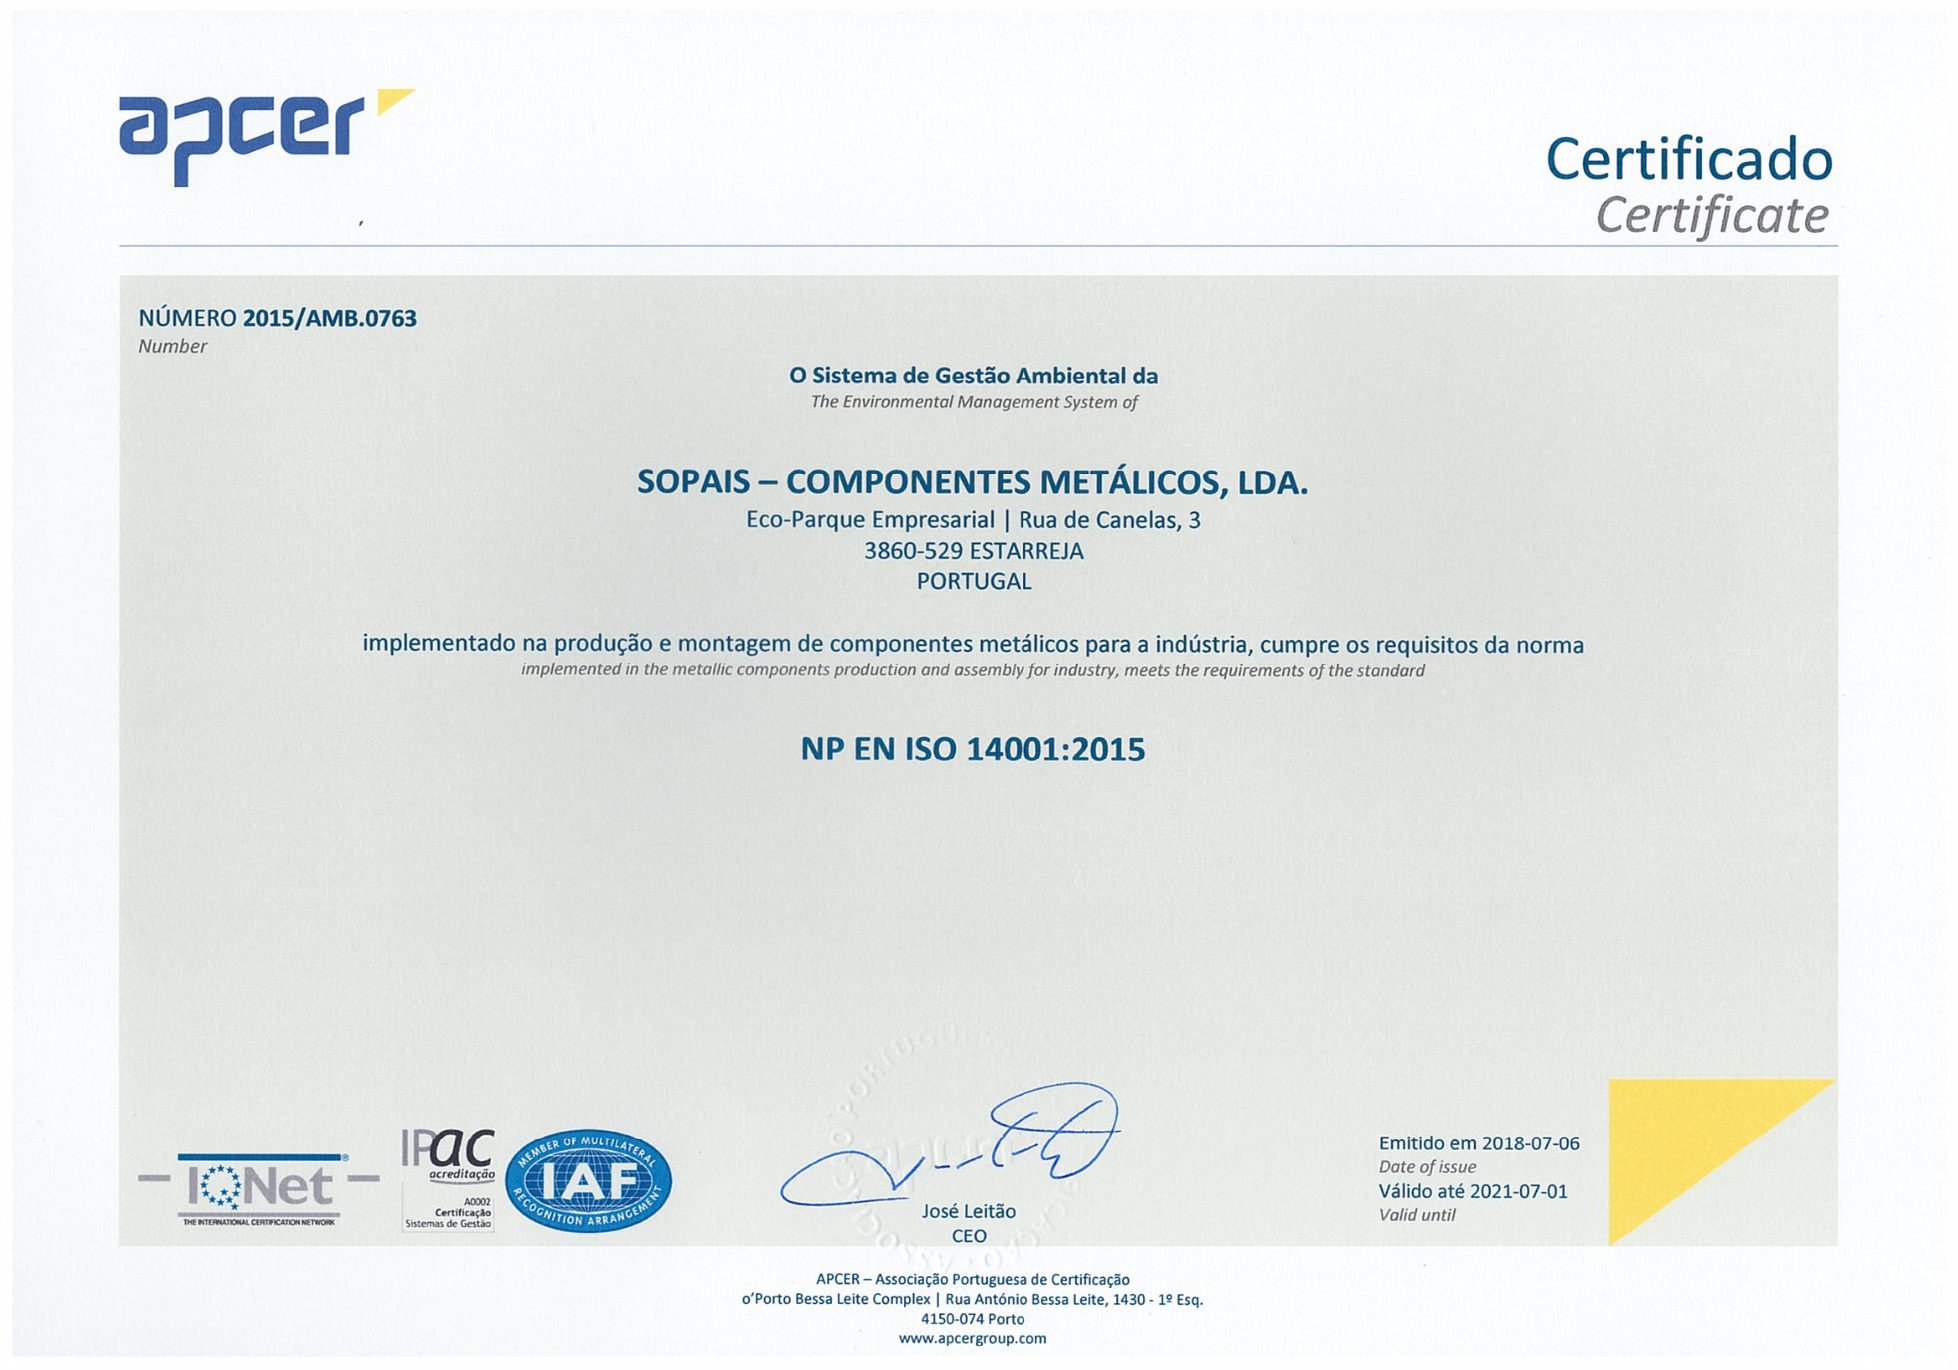 apcer
Certificado
Certificate
NÚMERO 2015/AMB.0763
Number
O Sistema de Gestão Ambiental da
The Environmental Management System of
SOPAIS – COMPONENTES METÁLICOS, LDA.
Eco-Parque Empresarial | Rua de Canelas, 3
3860-529 ESTARREJA
PORTUGAL
implementado na produção e montagem de componentes metálicos para a indústria, cumpre os requisitos da norma
implemented in the metallic components production and assembly for industry, meets the requirements of the standard
NP EN ISO 14001:2015
IQNet ®
THE INTERNATIONAL CERTIFICATION NETWORK
IPac
acreditação
A0002
Certificação
Sistemas de Gestão
MEMBER OF MULTILATERAL
IAF
RECOGNITION ARRANGEMENT
José Leitão
CEO
Emitido em 2018-07-06
Date of issue
Válido até 2021-07-01
Valid until
APCER – Associação Portuguesa de Certificação
o'Porto Bessa Leite Complex | Rua António Bessa Leite, 1430 - 1º Esq.
4150-074 Porto
www.apcergroup.com